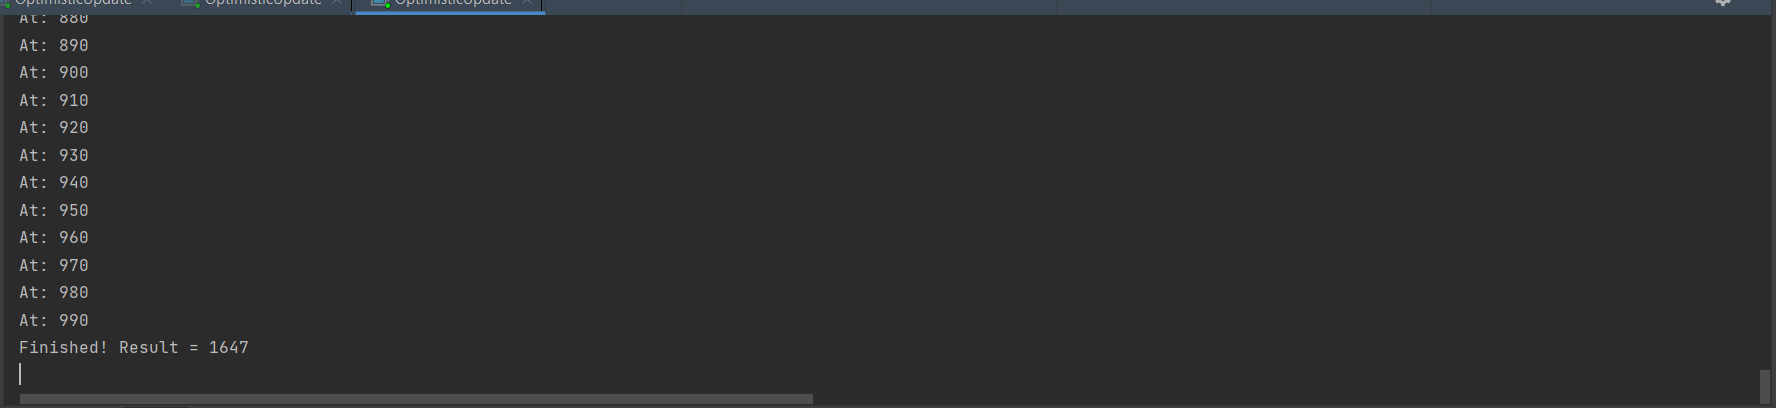 OptimisticUpdate OptimisticUpdate OptimisticUpdate
At: 880
At: 890
At: 900
At: 910
At: 920
At: 930
At: 940
At: 950
At: 960
At: 970
At: 980
At: 990
Finished! Result = 1647